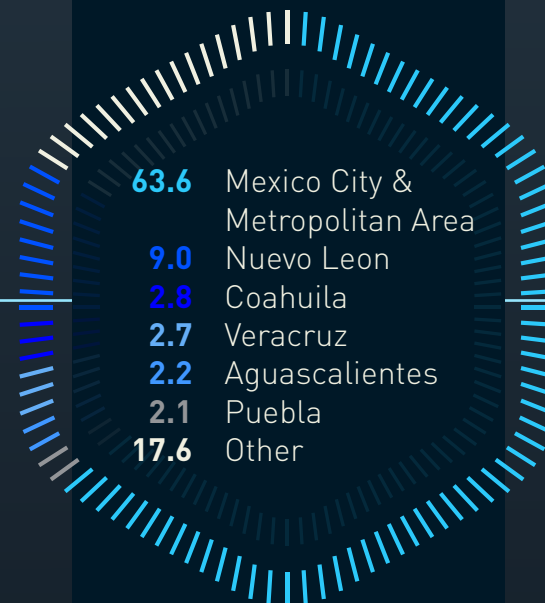 63.6 Mexico City &
Metropolitan Area
9.0 Nuevo Leon
2.8 Coahuila
2.7 Veracruz
2.2 Aguascalientes
2.1 Puebla
17.6 Other